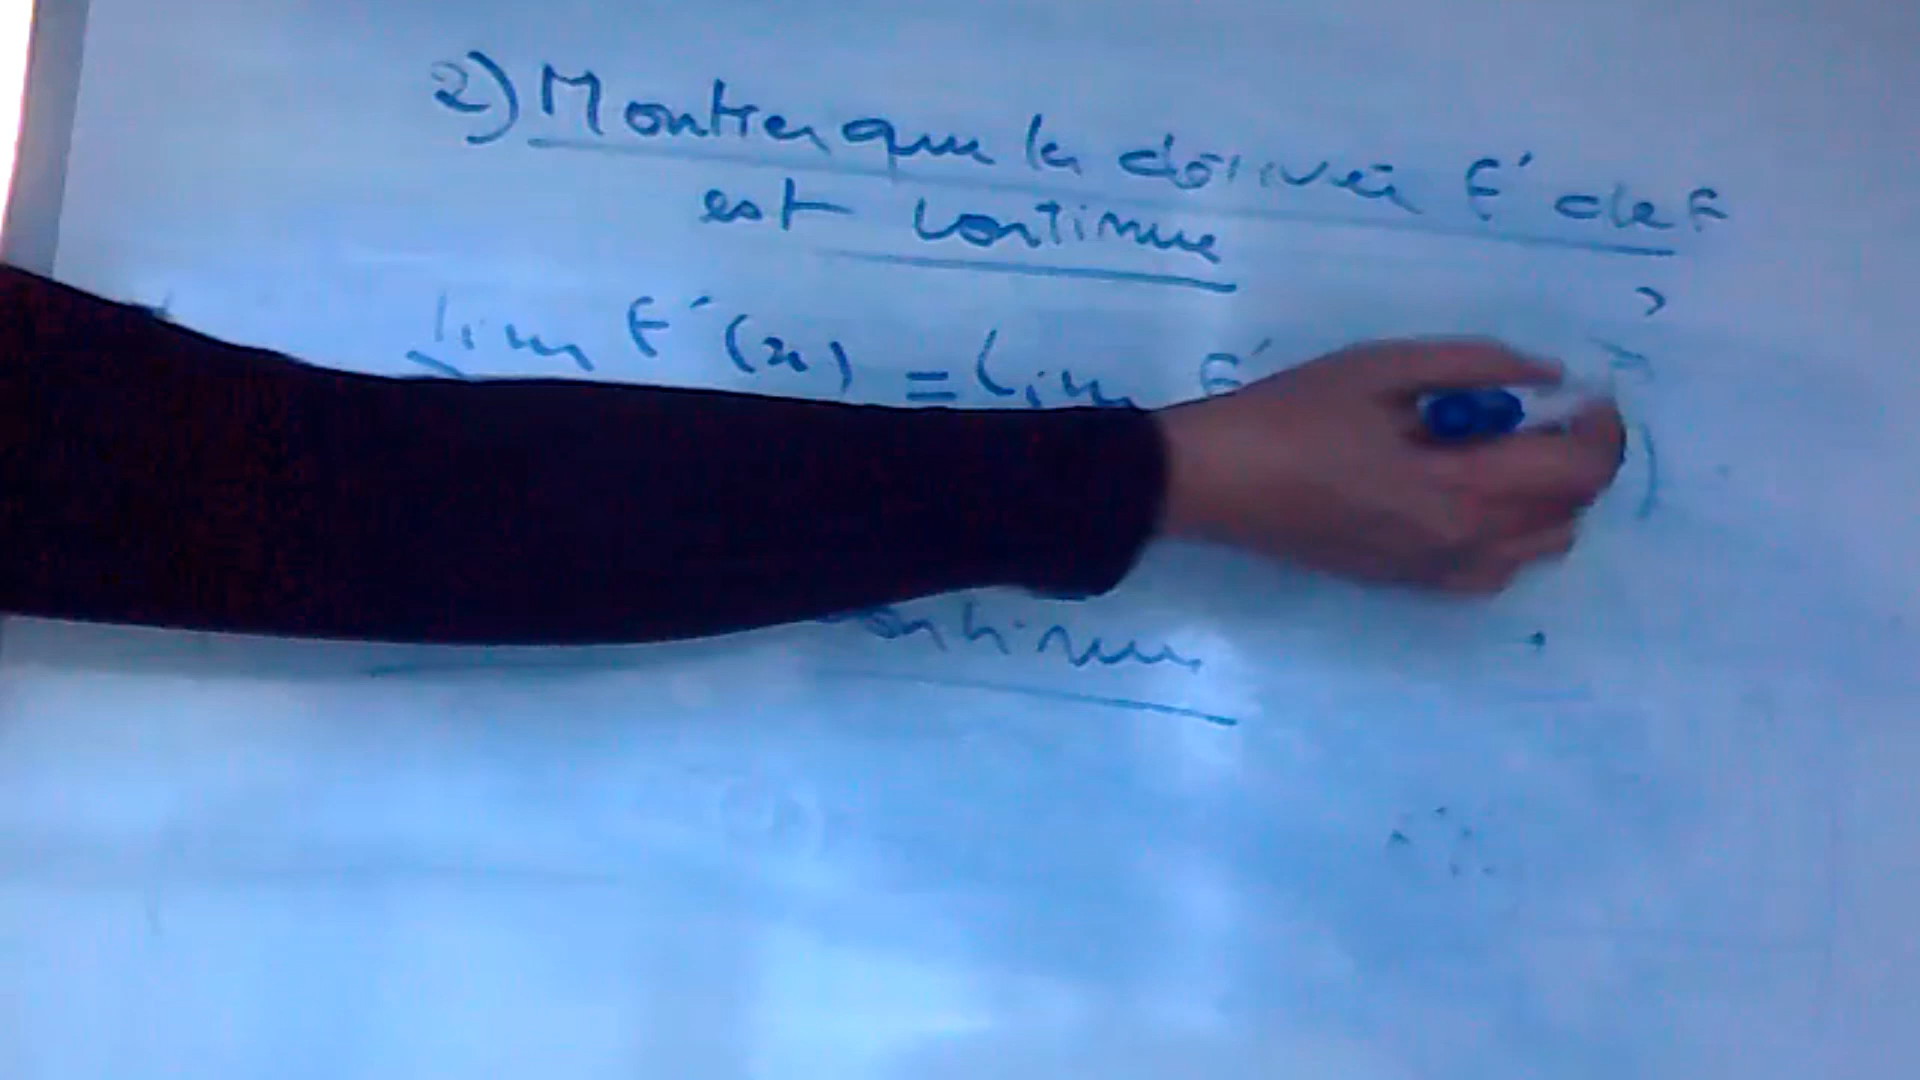 2) Montrer que la dérivée f' de f
est continue
lim f'(x) = lim f'
continue